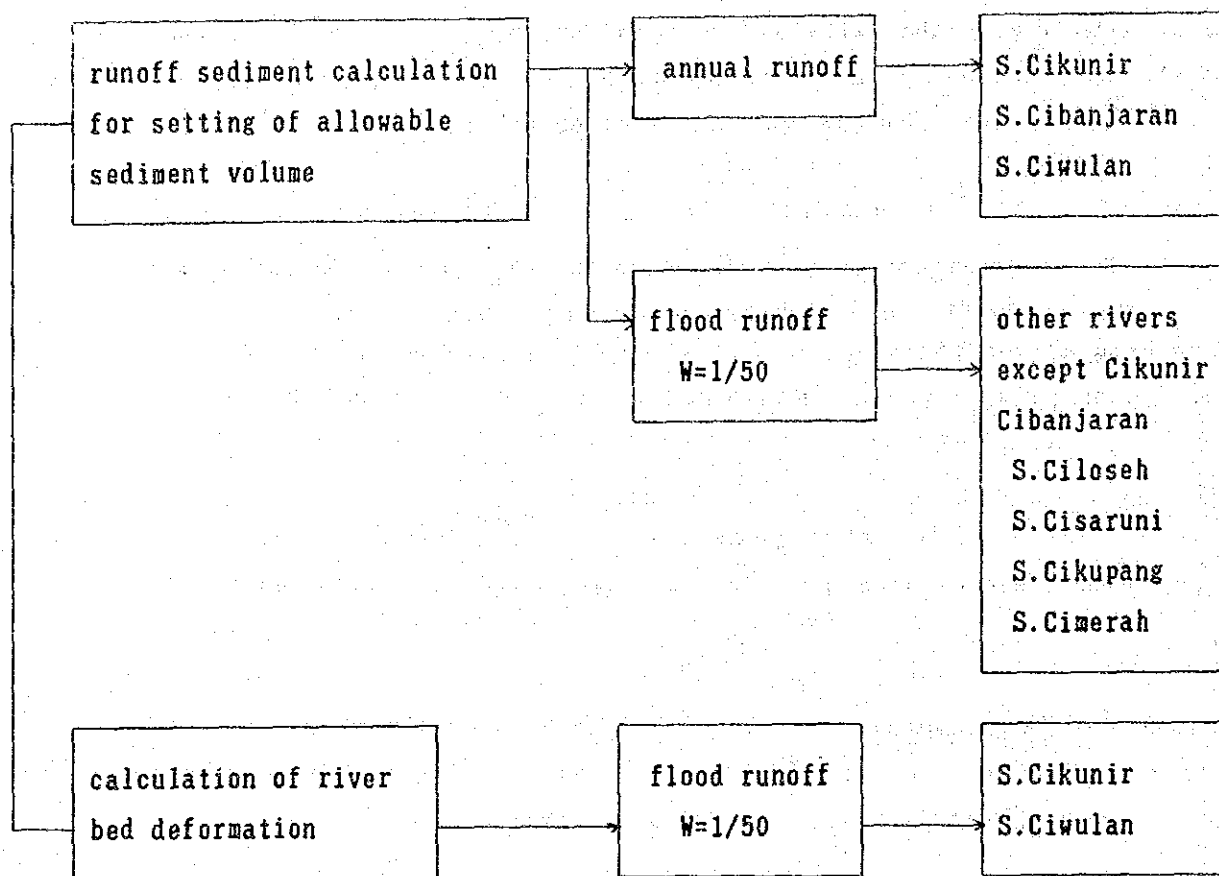 runoff sediment calculation
for setting of allowable
sediment volume
annual runoff
S.Cikunir
S.Cibanjaran
S.Ciwulan
flood runoff
W=1/50
other rivers
except Cikunir
Cibanjaran
S.Ciloseh
S.Cisaruni
S.Cikupang
S.Cimerah
calculation of river
bed deformation
flood runoff
W=1/50
S.Cikunir
S.Ciwulan